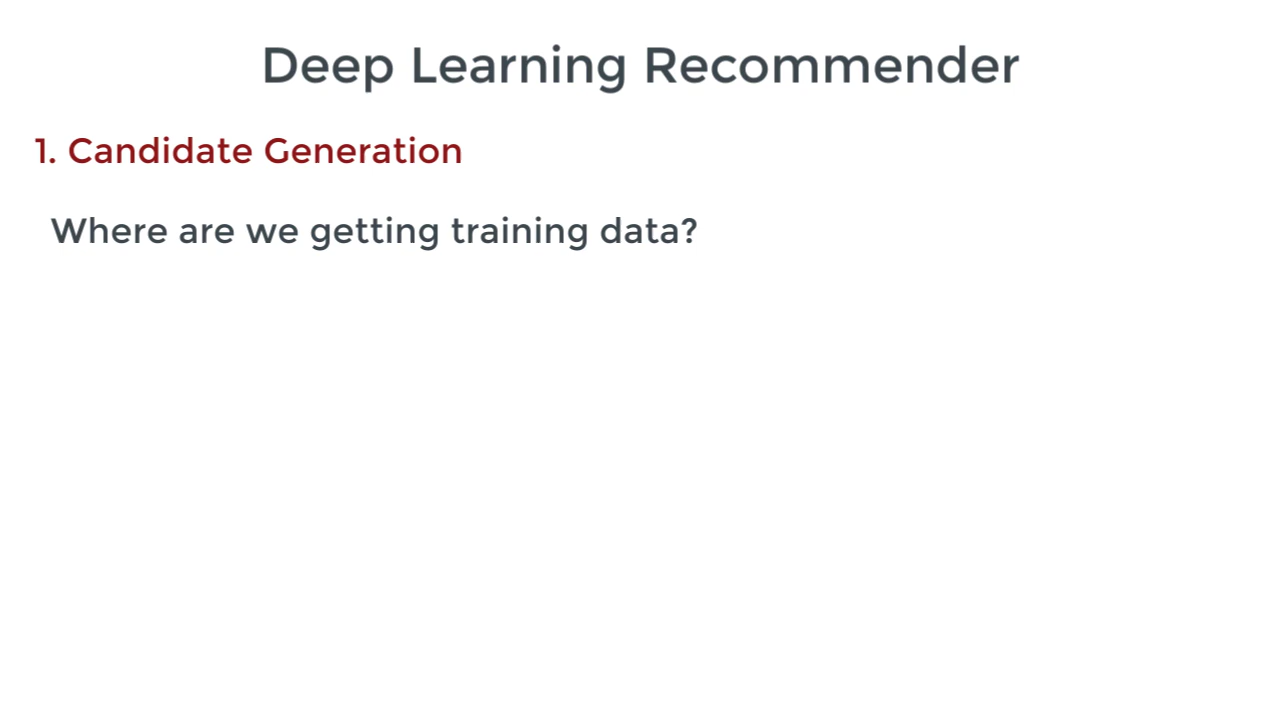 Deep Learning Recommender
1. Candidate Generation
Where are we getting training data?